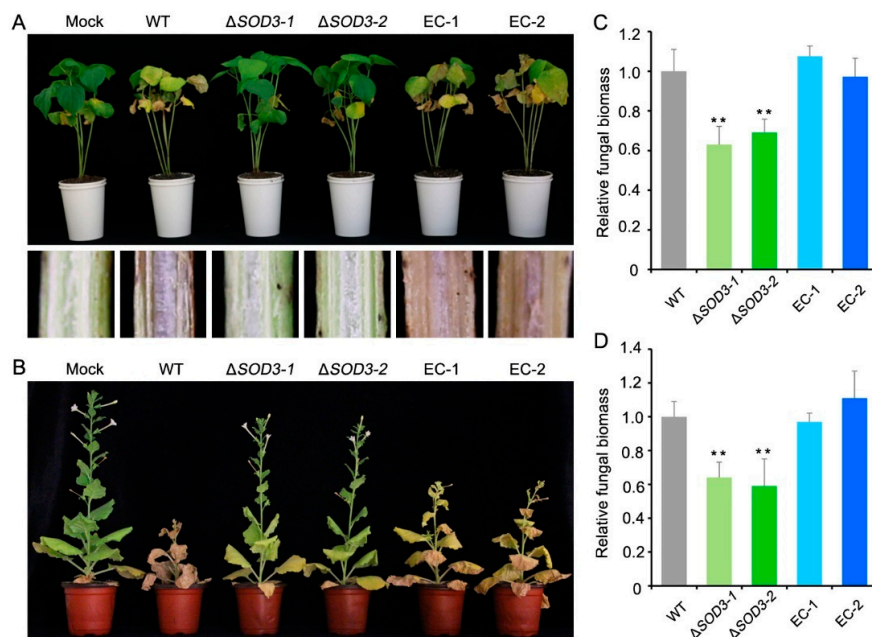 A
Mock WT ΔSOD3-1 ΔSOD3-2 EC-1 EC-2
B
Mock WT ΔSOD3-1 ΔSOD3-2 EC-1 EC-2
C
Relative fungal biomass
1.2
1.0
0.8
0.6
0.4
0.2
0
**
**
WT
ΔSOD3-1
ΔSOD3-2
EC-1
EC-2
D
Relative fungal biomass
1.4
1.2
1.0
0.8
0.6
0.4
0.2
0
**
**
WT
ΔSOD3-1
ΔSOD3-2
EC-1
EC-2